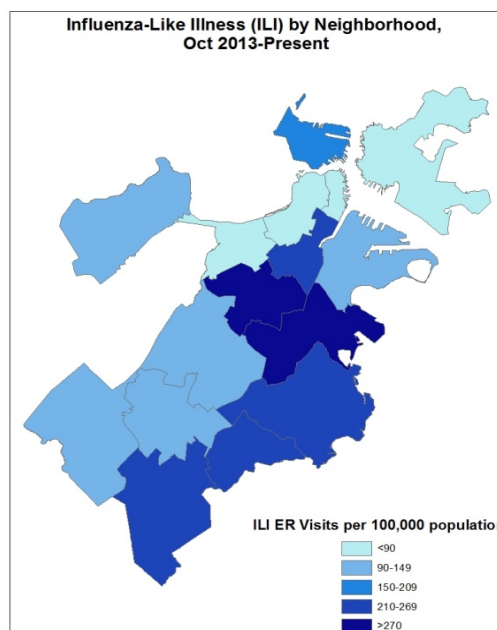 Influenza-Like Illness (ILI) by Neighborhood,
Oct 2013-Present
ILI ER Visits per 100,000 population
<90
90-149
150-209
210-269
>270